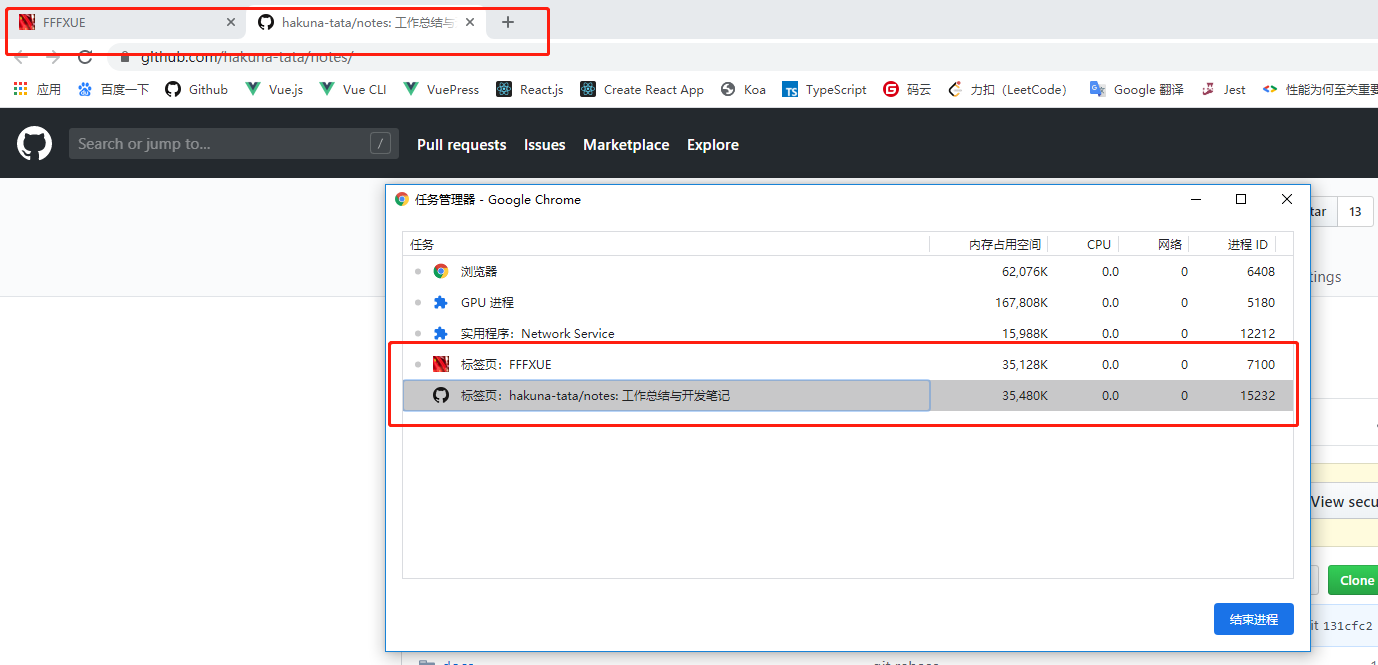 FFFXUE
hakuna-tata/notes: 工作总结与
github.com/hakuna-tata/notes/
应用 百度一下 Github Vue.js Vue CLI VuePress React.js Create React App Koa TypeScript 码云 力扣（LeetCode） Google 翻译 Jest 性能为何至关重要
Search or jump to... /
Pull requests Issues Marketplace Explore
任务管理器 - Google Chrome
tar 13
任务 内存占用空间 CPU 网络 进程 ID
浏览器 62,076K 0.0 0 6408
tings
GPU 进程 167,808K 0.0 0 5180
实用程序：Network Service 15,988K 0.0 0 12212
标签页：FFFXUE 35,128K 0.0 0 7100
标签页：hakuna-tata/notes: 工作总结与开发笔记 35,480K 0.0 0 15232
View secu
Clone
结束进程
it 131cfc2
docs git rebase